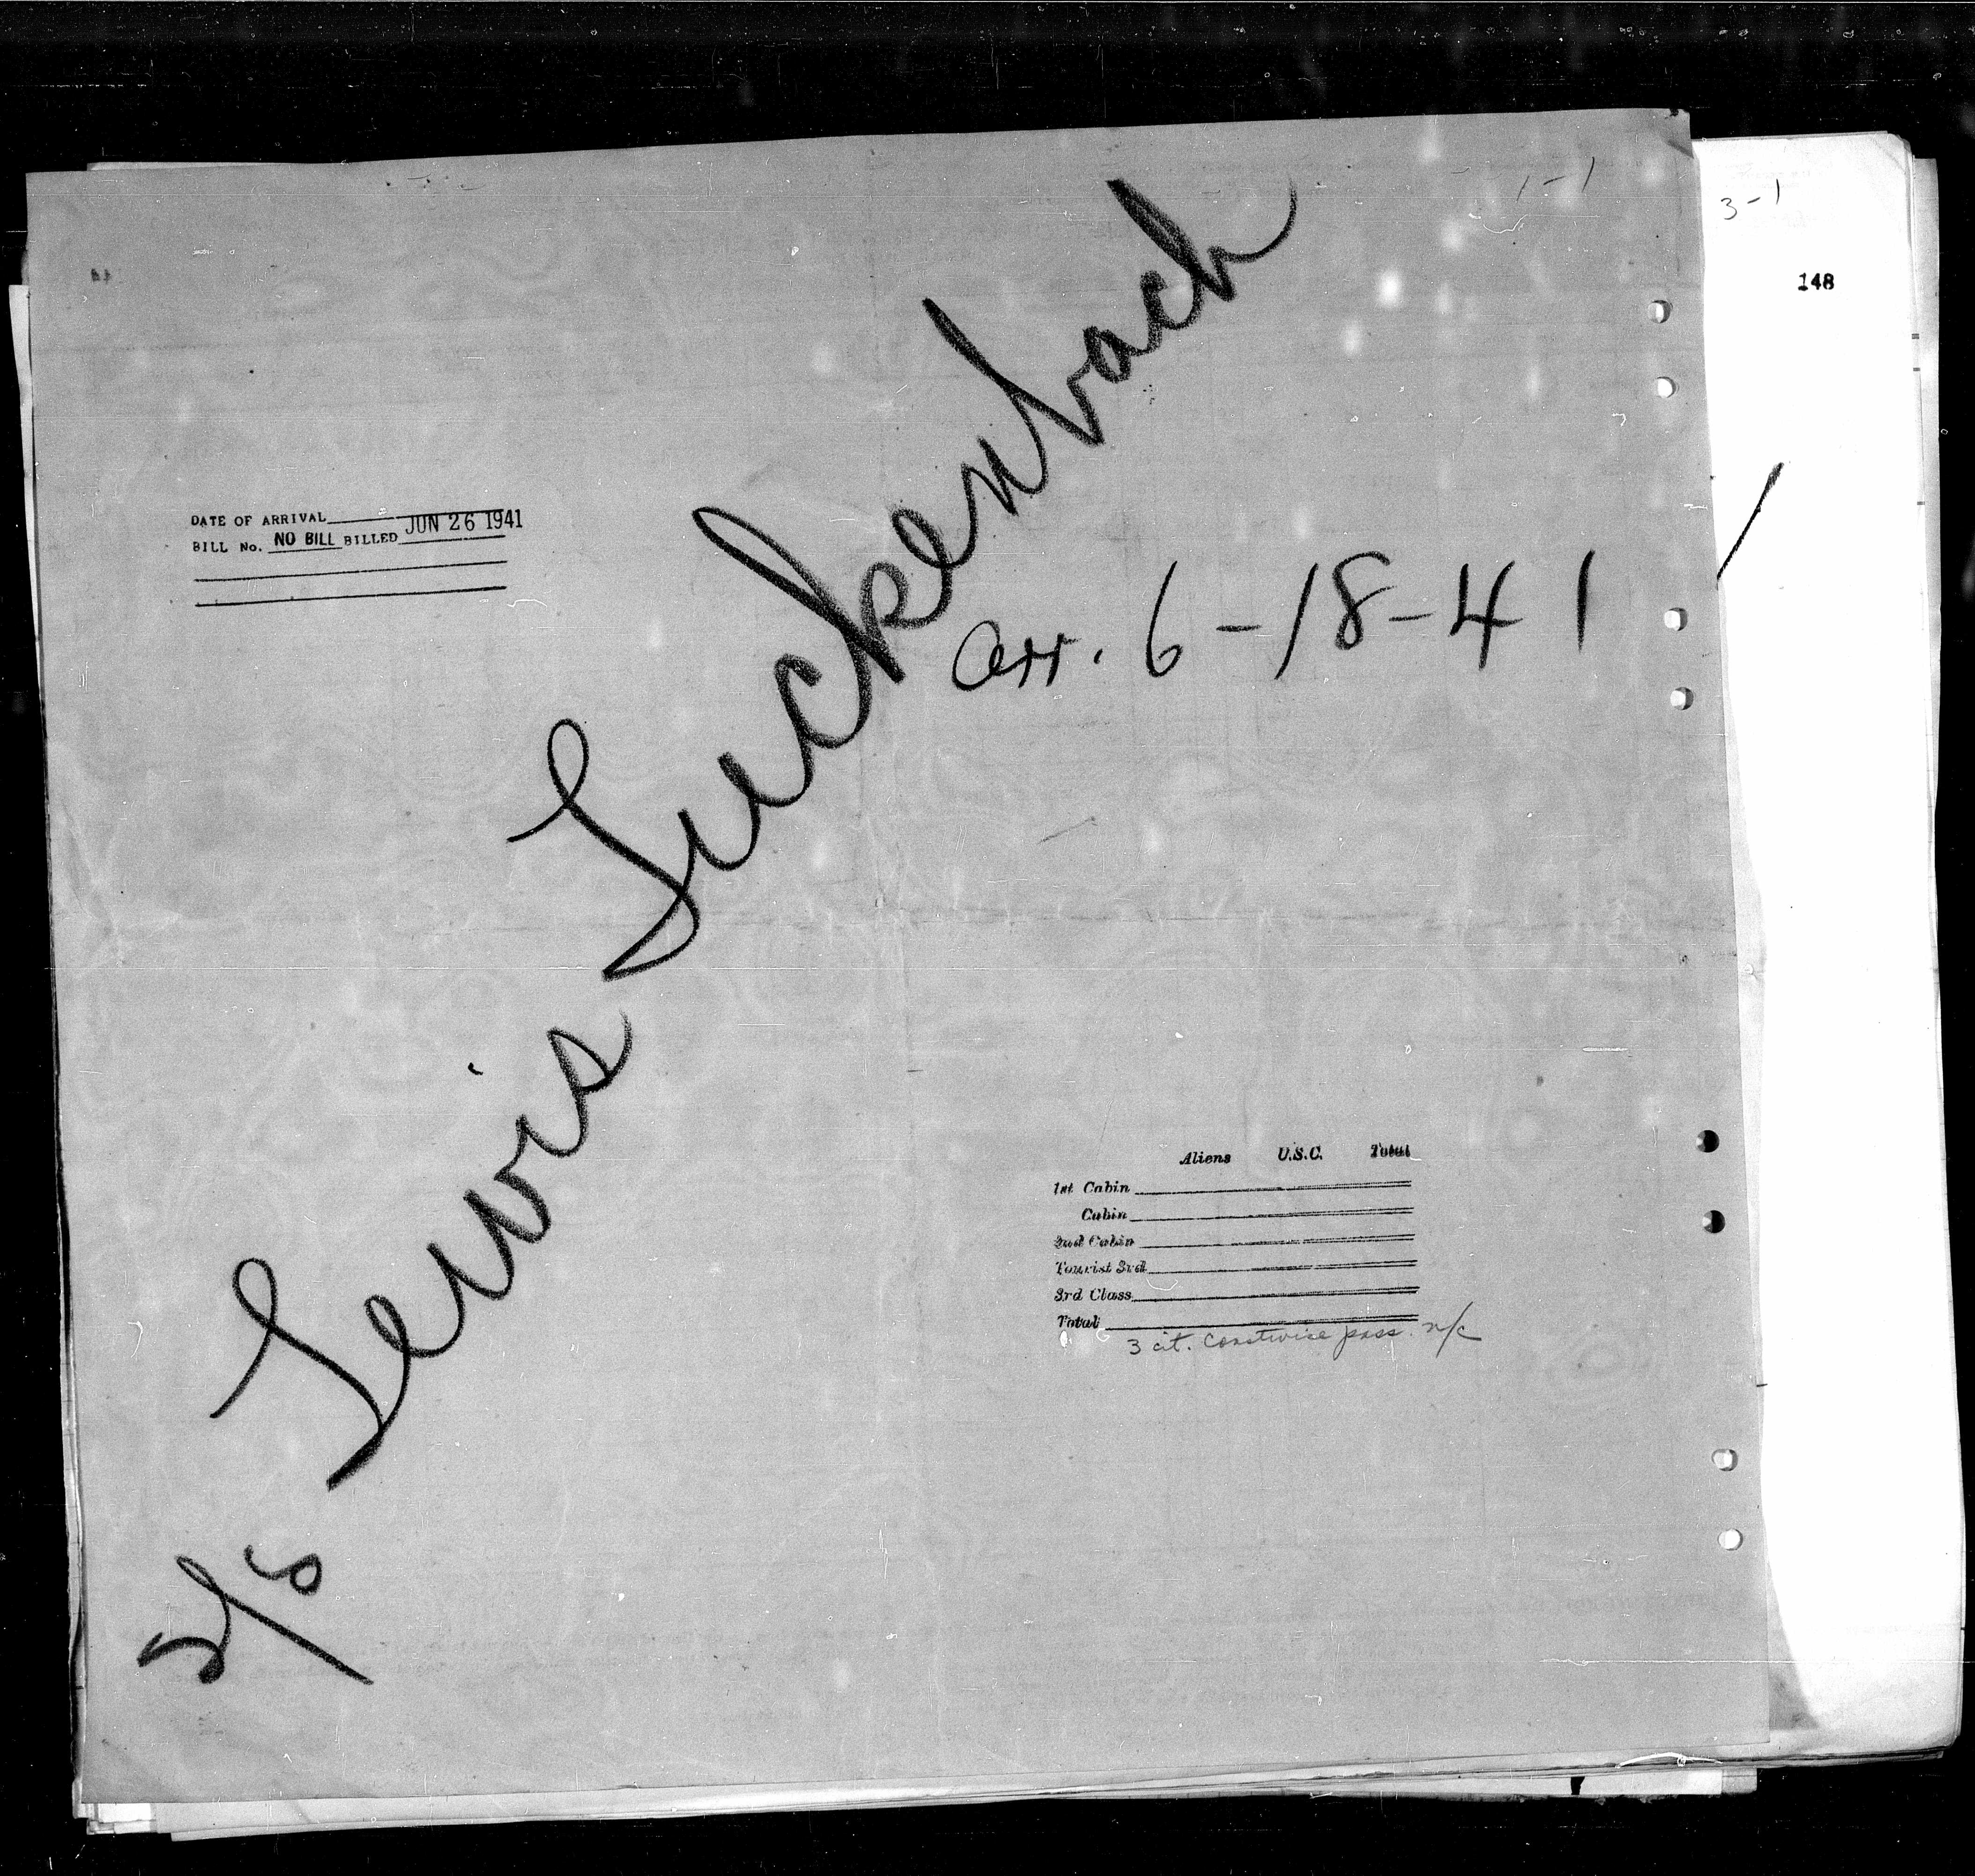 1-1
3-1
148
DATE OF ARRIVAL
BILL No. NO BILL BILLED JUN 26 1941
S/S Lewis Luckenbach
arr. 6-18-41
Aliens U.S.C. Total
1st Cabin
Cabin
2nd Cabin
Tourist 3rd
3rd Class
Total
3 cit. coastwise pass. n/c